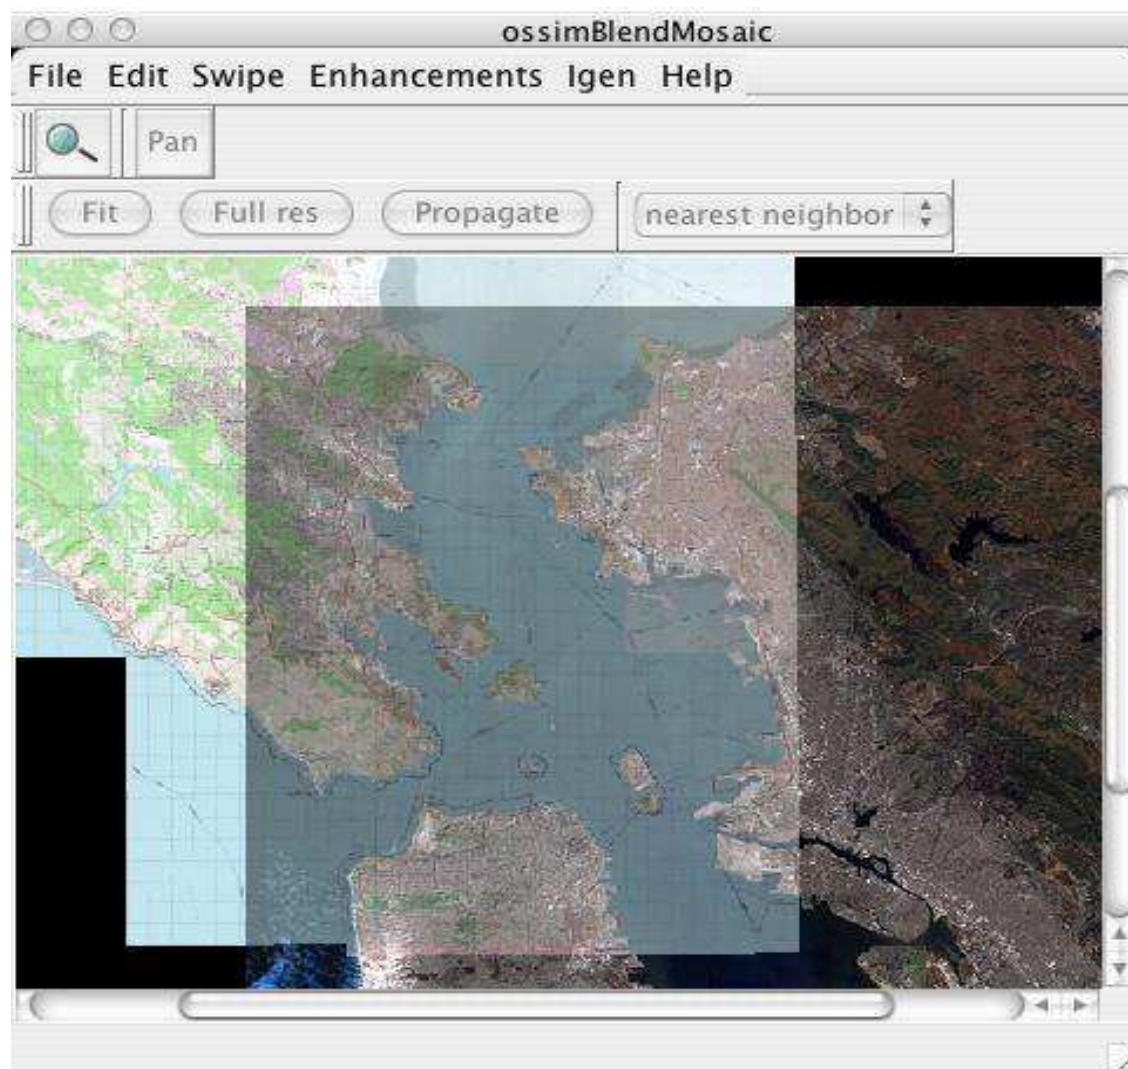 ossimBlendMosaic
File Edit Swipe Enhancements Igen Help
Pan
Fit Full res Propagate nearest neighbor